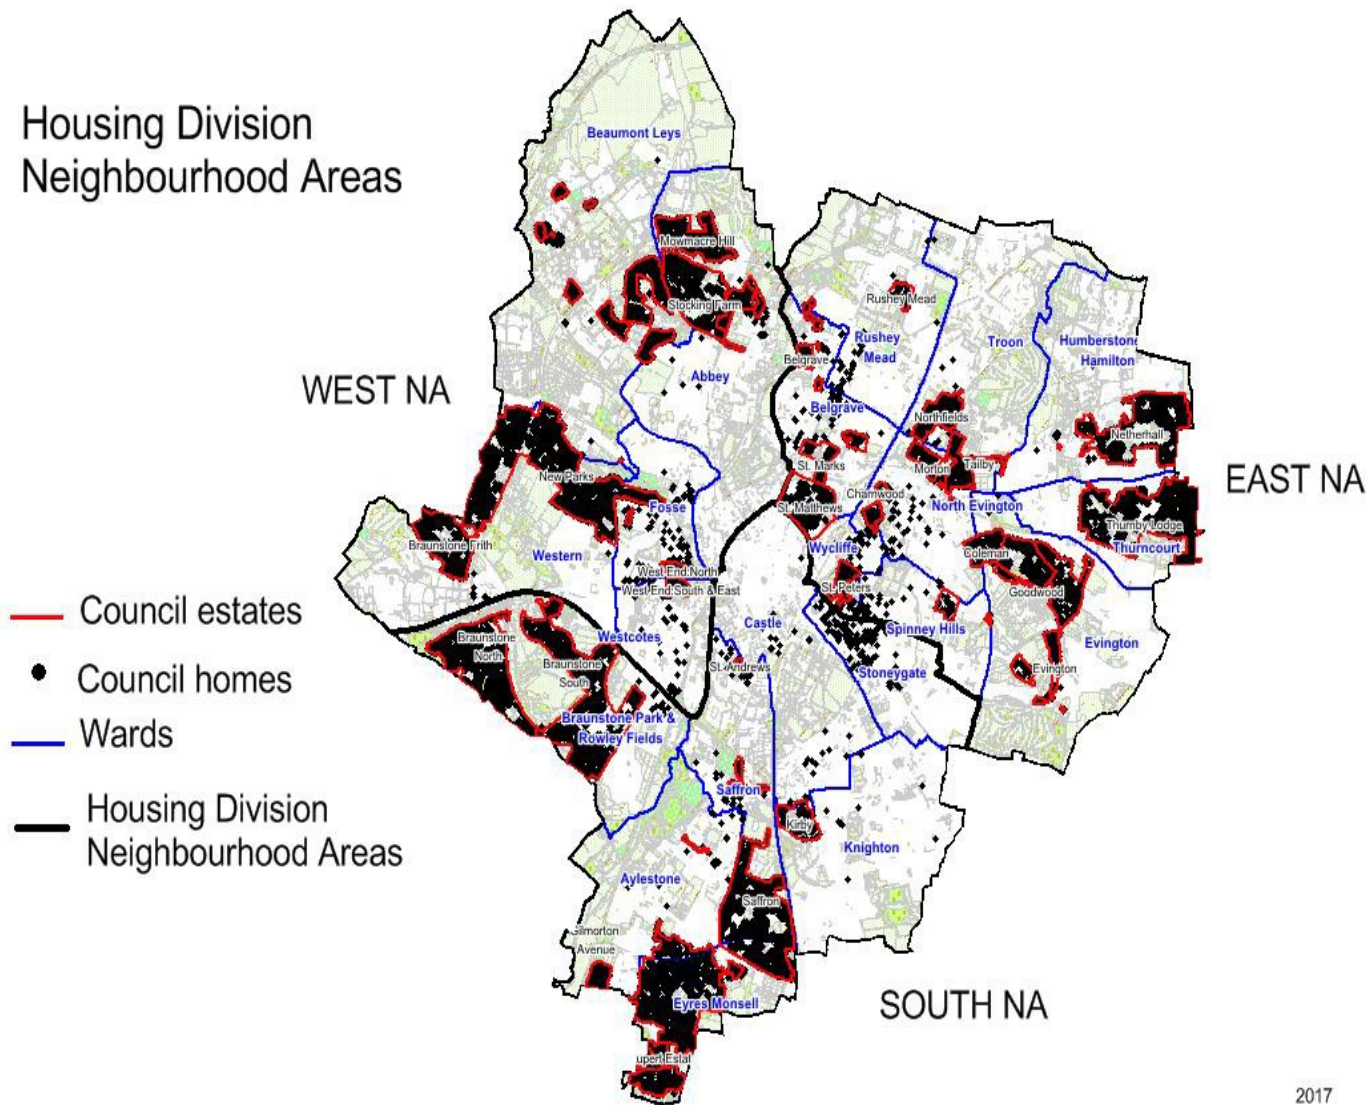 Housing Division
Neighbourhood Areas
Beaumont Leys
Mowmacre Hill
Stocking Farm
Rushey Mead
Rushey
Mead
Troon
Humberstone
Hamilton
WEST NA
Abbey
Belgrave
Belgrave
Northfields
Netherhall
St. Marks
Morton
Tailby
EAST NA
New Parks
Fosse
St. Matthews
Charnwood
North Evington
Thurnby Lodge
Thurncourt
Braunstone Frith
Western
Wycliffe
Coleman
West End North
West End South & East
St. Peters
Goodwood
Council estates
Braunstone
North
Westcotes
Castle
Spinney Hills
Evington
Braunstone
South
St. Andrews
Stoneygate
Evington
Council homes
Braunstone Park &
Rowley Fields
Wards
Saffron
Kirby
Knighton
Housing Division
Neighbourhood Areas
Aylestone
Saffron
Gilmorton
Avenue
Eyres Monsell
SOUTH NA
upert Estat
2017